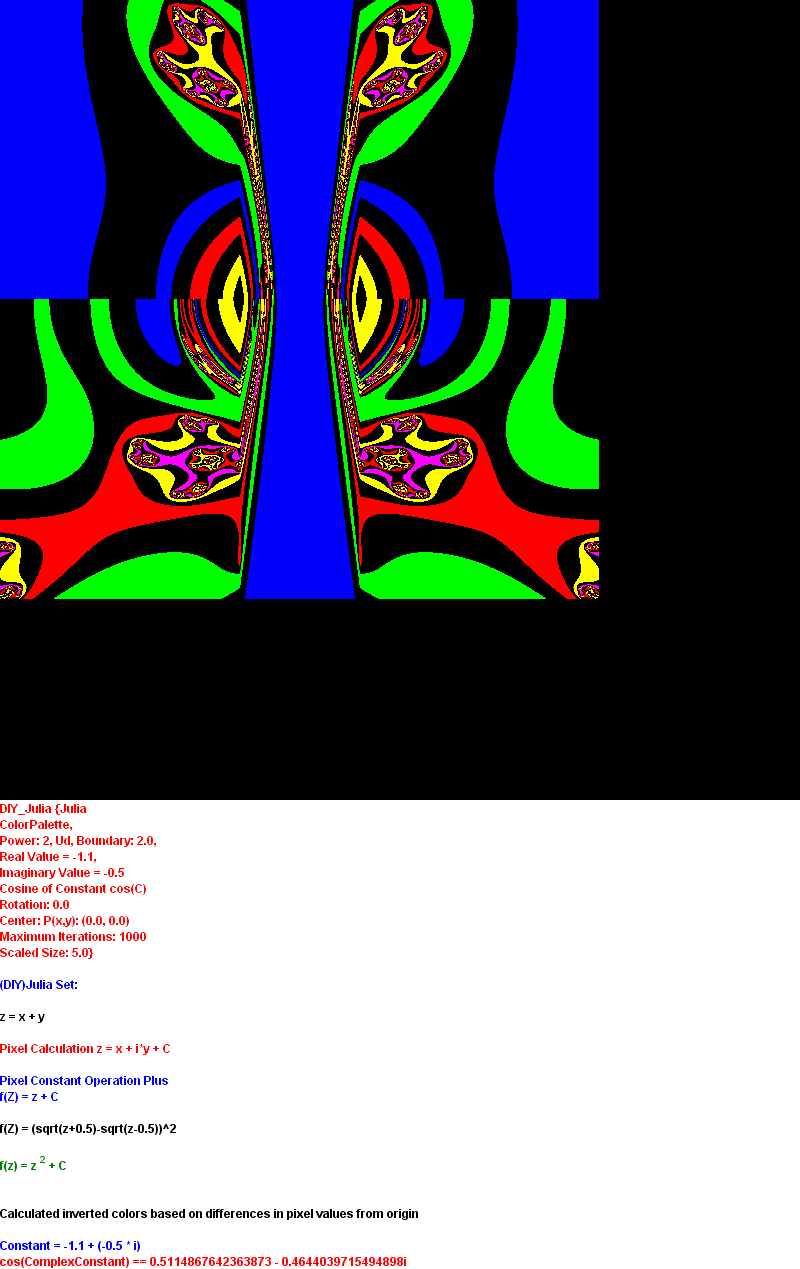 DIY_Julia {Julia
ColorPalette,
Power: 2, Ud, Boundary: 2.0,
Real Value = -1.1,
Imaginary Value = -0.5
Cosine of Constant cos(C)
Rotation: 0.0
Center: P(x,y): (0.0, 0.0)
Maximum Iterations: 1000
Scaled Size: 5.0}
(DIY)Julia Set:
z = x + y
Pixel Calculation z = x + i*y + C
Pixel Constant Operation Plus
f(Z) = z + C
f(Z) = (sqrt(z+0.5)-sqrt(z-0.5))^2
f(z) = z ² + C
Calculated inverted colors based on differences in pixel values from origin
Constant = -1.1 + (-0.5 * i)
cos(ComplexConstant) == 0.5114867642363873 - 0.4644039715494898i